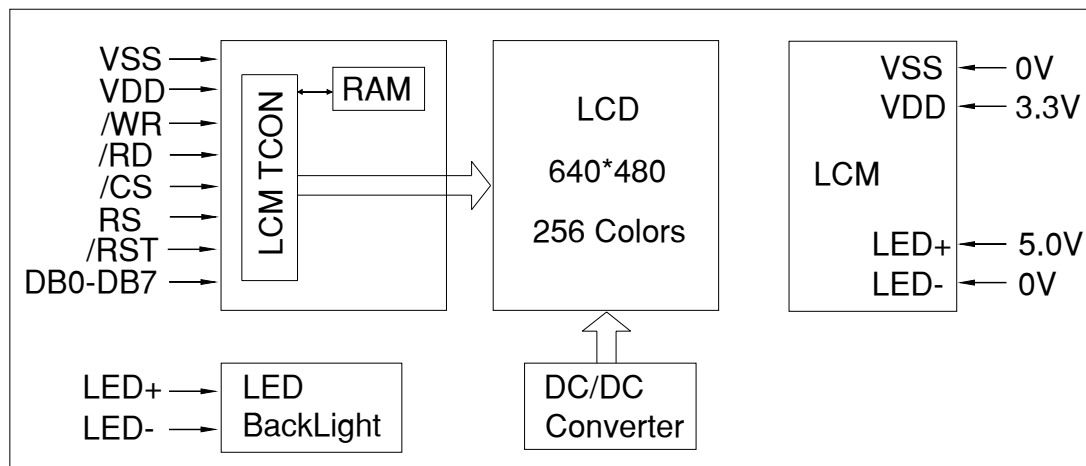 VSS
VDD
/WR
/RD
/CS
RS
/RST
DB0-DB7
LCM TCON
RAM
LCD
640*480
256 Colors
VSS
0V
VDD
3.3V
LCM
LED+
5.0V
LED-
0V
LED+
LED-
LED
BackLight
DC/DC
Converter